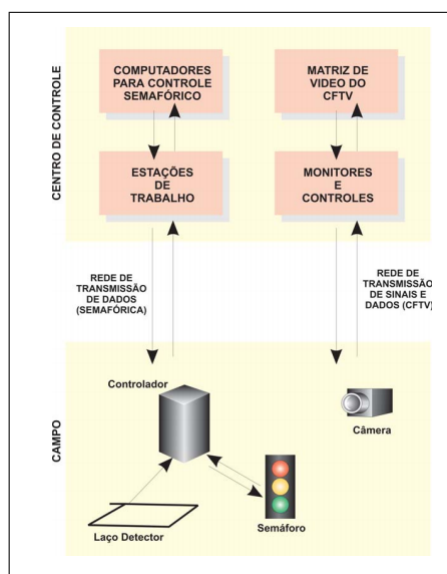 CENTRO DE CONTROLE
COMPUTADORES
PARA CONTROLE
SEMAFÓRICO
MATRIZ DE
VIDEO DO
CFTV
ESTAÇÕES
DE
TRABALHO
MONITORES
E
CONTROLES
REDE DE
TRANSMISSÃO
DE DADOS
(SEMAFÓRICA)
REDE DE
TRANSMISSÃO
DE SINAIS E
DADOS (CFTV)
CAMPO
Controlador
Câmera
Laço Detector
Semáforo